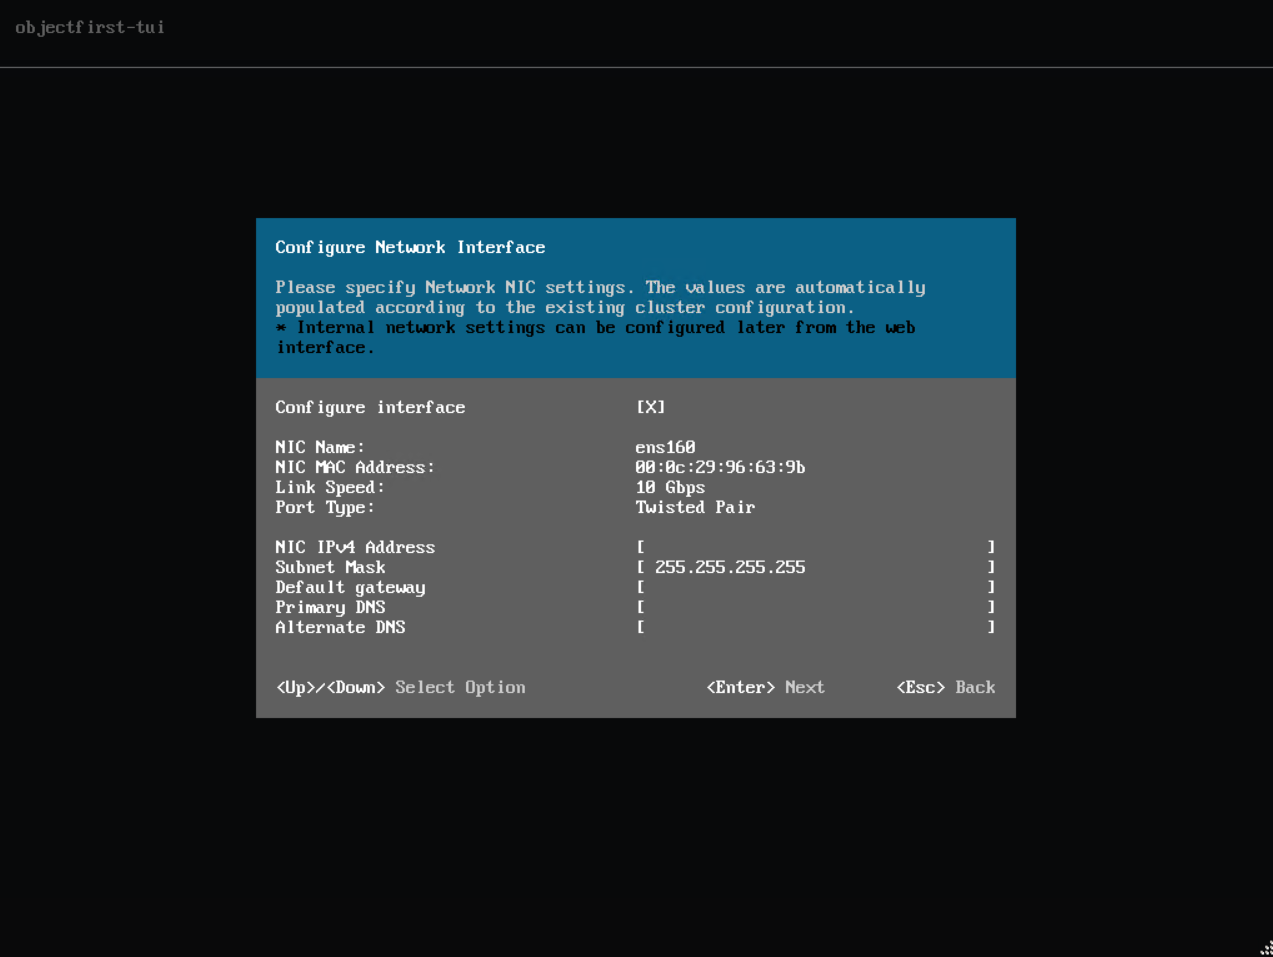 objectfirst-tui
Configure Network Interface
Please specify Network NIC settings. The values are automatically
populated according to the existing cluster configuration.
* Internal network settings can be configured later from the web
interface.
Configure interface [X]
NIC Name: ens160
NIC MAC Address: 00:0c:29:96:63:9b
Link Speed: 10 Gbps
Port Type: Twisted Pair
NIC IPv4 Address [ ]
Subnet Mask [ 255.255.255.255 ]
Default gateway [ ]
Primary DNS [ ]
Alternate DNS [ ]
<Up>/<Down> Select Option <Enter> Next <Esc> Back